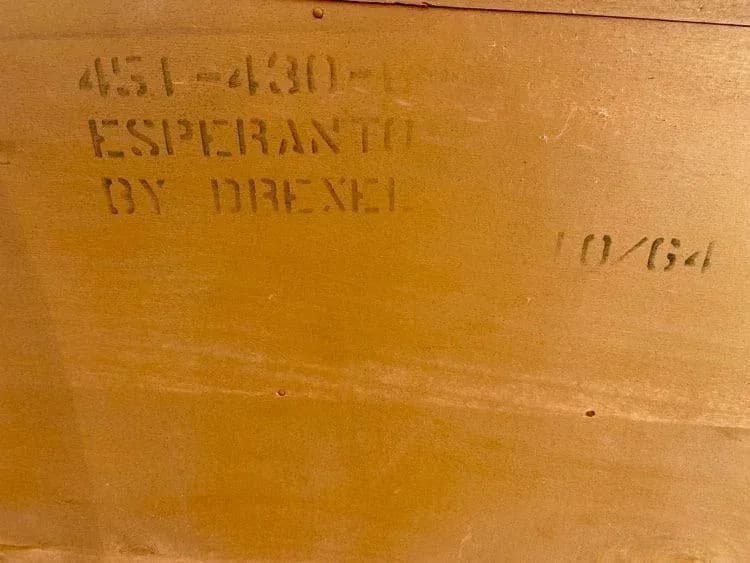 451-430-
ESPERANTO
BY DREXEL
10/64